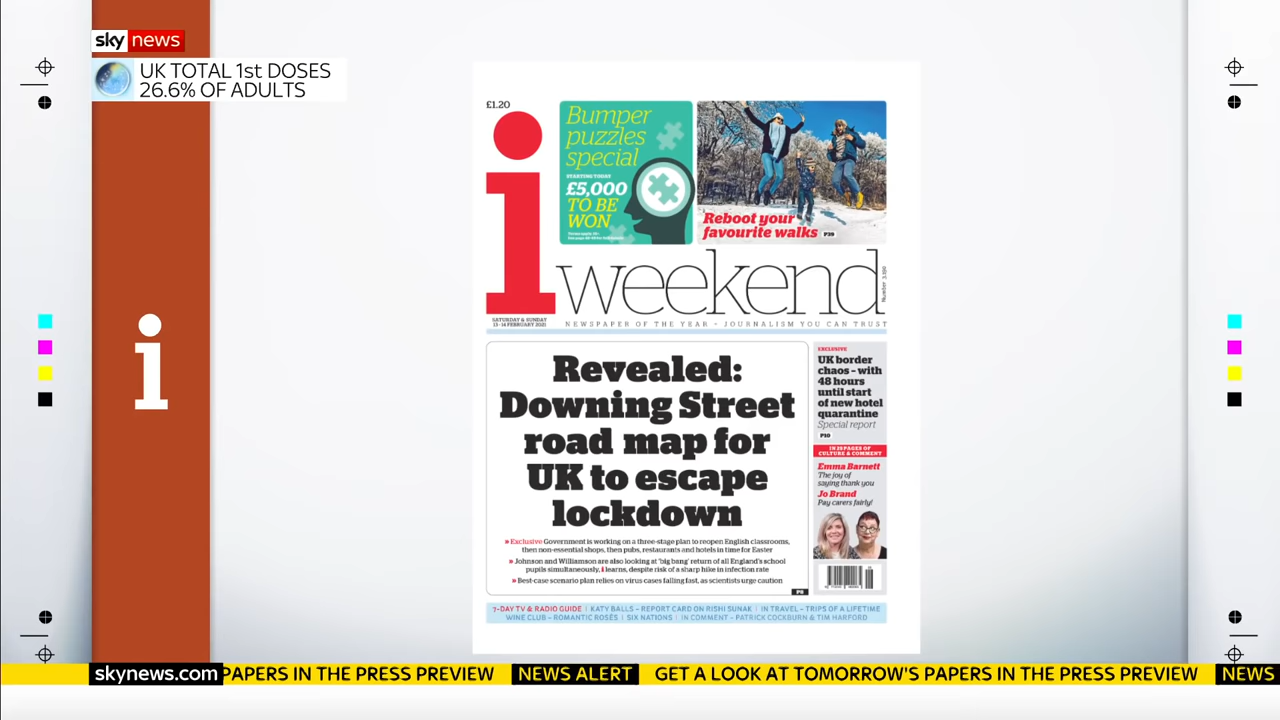 sky news
UK TOTAL 1st DOSES
26.6% OF ADULTS
i
£1.20
i
Bumper
puzzles
special
STARTING TODAY
£5,000
TO BE
WON
Reboot your
favourite walks P39
weekend
Number 3,190
SATURDAY & SUNDAY
13-14 FEBRUARY 2021
NEWSPAPER OF THE YEAR – JOURNALISM YOU CAN TRUST
Revealed:
Downing Street
road map for
UK to escape
lockdown
» Exclusive Government is working on a three-stage plan to reopen English classrooms,
then non-essential shops, then pubs, restaurants and hotels in time for Easter
» Johnson and Williamson are also looking at 'big bang' return of all England's school
pupils simultaneously, i learns, despite risk of a sharp hike in infection rate
» Best-case scenario plan relies on virus cases falling fast, as scientists urge caution
P8
EXCLUSIVE
UK border
chaos – with
48 hours
until start
of new hotel
quarantine
Special report
P10
IN 29 PAGES OF
CULTURE & COMMENT
Emma Barnett
The joy of
saying thank you
Jo Brand
Pay carers fairly!
7-DAY TV & RADIO GUIDE | KATY BALLS – REPORT CARD ON RISHI SUNAK | IN TRAVEL – TRIPS OF A LIFETIME
WINE CLUB – ROMANTIC ROSÉS | SIX NATIONS | IN COMMENT – PATRICK COCKBURN & TIM HARFORD
skynews.com PAPERS IN THE PRESS PREVIEW NEWS ALERT GET A LOOK AT TOMORROW'S PAPERS IN THE PRESS PREVIEW NEWS